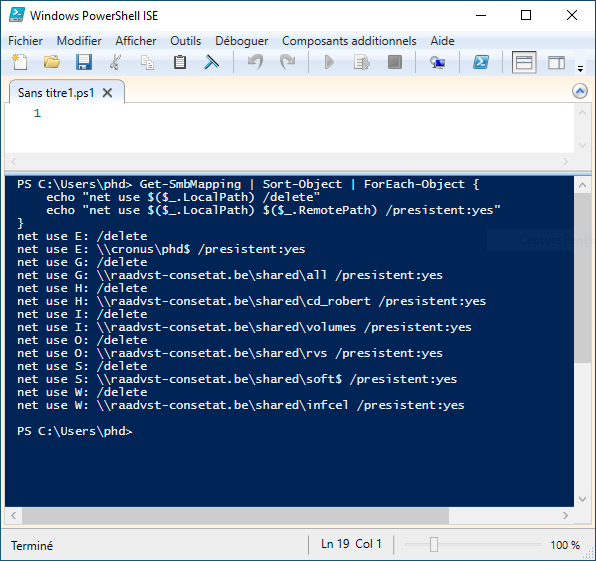 Windows PowerShell ISE
Fichier Modifier Afficher Outils Déboguer Composants additionnels Aide
Sans titre1.ps1
1
PS C:\Users\phd> Get-SmbMapping | Sort-Object | ForEach-Object {
    echo "net use $($_.LocalPath) /delete"
    echo "net use $($_.LocalPath) $($_.RemotePath) /presistent:yes"
}
net use E: /delete
net use E: \\cronus\phd$ /presistent:yes
net use G: /delete
net use G: \\raadvst-consetat.be\shared\all /presistent:yes
net use H: /delete
net use H: \\raadvst-consetat.be\shared\cd_robert /presistent:yes
net use I: /delete
net use I: \\raadvst-consetat.be\shared\volumes /presistent:yes
net use O: /delete
net use O: \\raadvst-consetat.be\shared\rvs /presistent:yes
net use S: /delete
net use S: \\raadvst-consetat.be\shared\soft$ /presistent:yes
net use W: /delete
net use W: \\raadvst-consetat.be\shared\infcel /presistent:yes
PS C:\Users\phd>
Terminé
Ln 19 Col 1
100 %